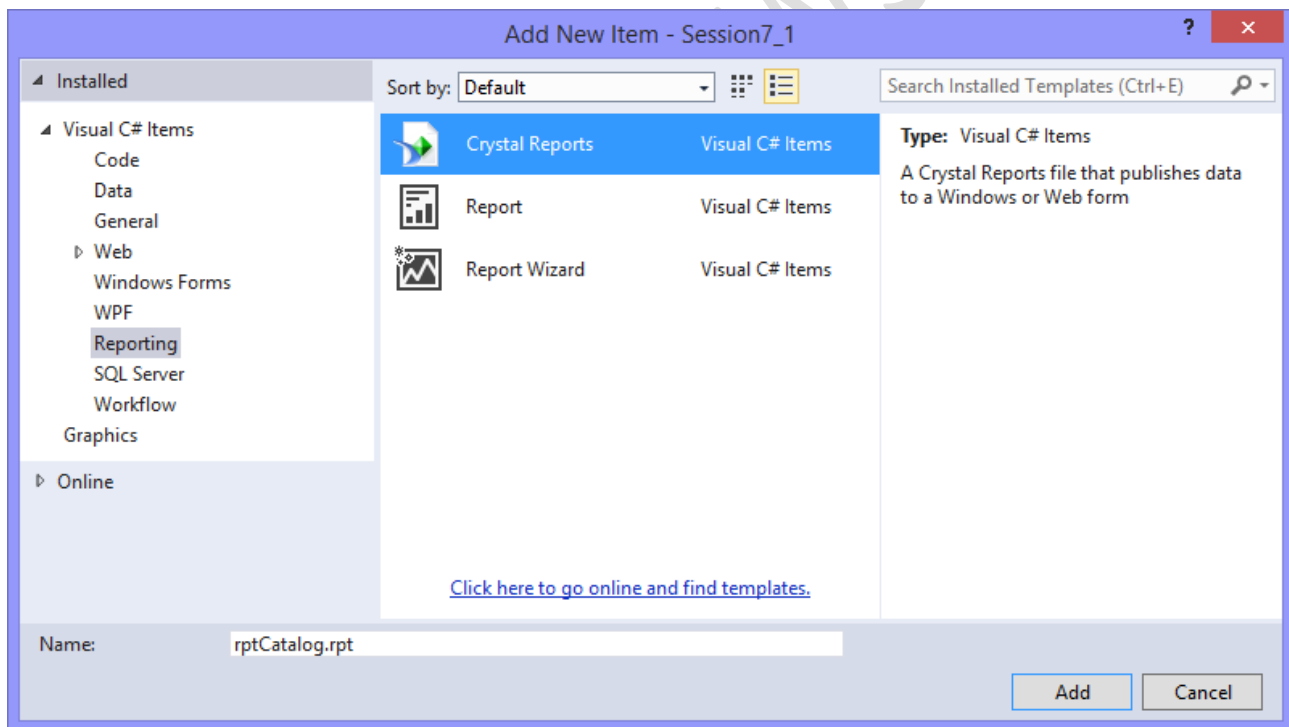 Add New Item - Session7_1
?
Installed
Sort by: Default
Search Installed Templates (Ctrl+E)
Visual C# Items
Code
Data
General
Web
Windows Forms
WPF
Reporting
SQL Server
Workflow
Graphics
Online
Crystal Reports Visual C# Items
Report Visual C# Items
Report Wizard Visual C# Items
Click here to go online and find templates.
Type: Visual C# Items
A Crystal Reports file that publishes data
to a Windows or Web form
Name: rptCatalog.rpt
Add Cancel